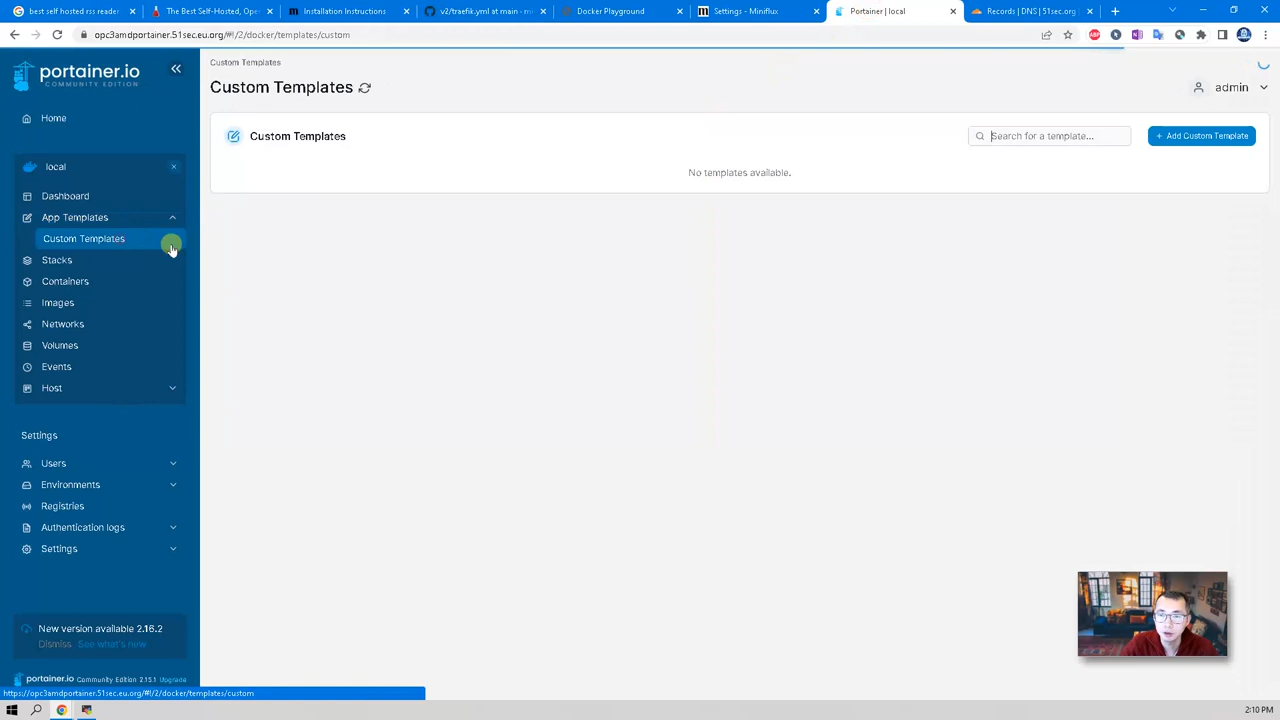 best self hosted rss reader
The Best Self-Hosted, Ope
Installation Instructions
v2/traefik.yml at main · m
Docker Playground
Settings - Miniflux
Portainer | local
Records | DNS | 51sec.org
opc3amdportainer.51sec.eu.org/#!/2/docker/templates/custom
portainer.io
COMMUNITY EDITION
Custom Templates
Custom Templates
admin
Home
Custom Templates
Search for a template...
+ Add Custom Template
local
No templates available.
Dashboard
App Templates
Custom Templates
Stacks
Containers
Images
Networks
Volumes
Events
Host
Settings
Users
Environments
Registries
Authentication logs
Settings
New version available 2.16.2
Dismiss See what's new
portainer.io Community Edition 2.15.1 Upgrade
https://opc3amdportainer.51sec.eu.org/#!/2/docker/templates/custom
2:10 PM